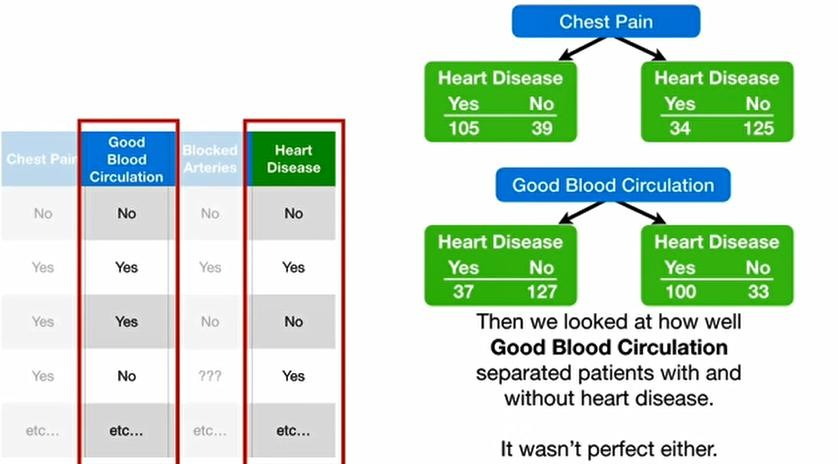 Chest Pain
Good Blood Circulation
Blocked Arteries
Heart Disease
No No No No
Yes Yes Yes Yes
Yes Yes No No
Yes No ??? Yes
etc... etc... etc... etc...
Chest Pain
Heart Disease
Yes No
105 39
Heart Disease
Yes No
34 125
Good Blood Circulation
Heart Disease
Yes No
37 127
Heart Disease
Yes No
100 33
Then we looked at how well
Good Blood Circulation
separated patients with and
without heart disease.
It wasn't perfect either.